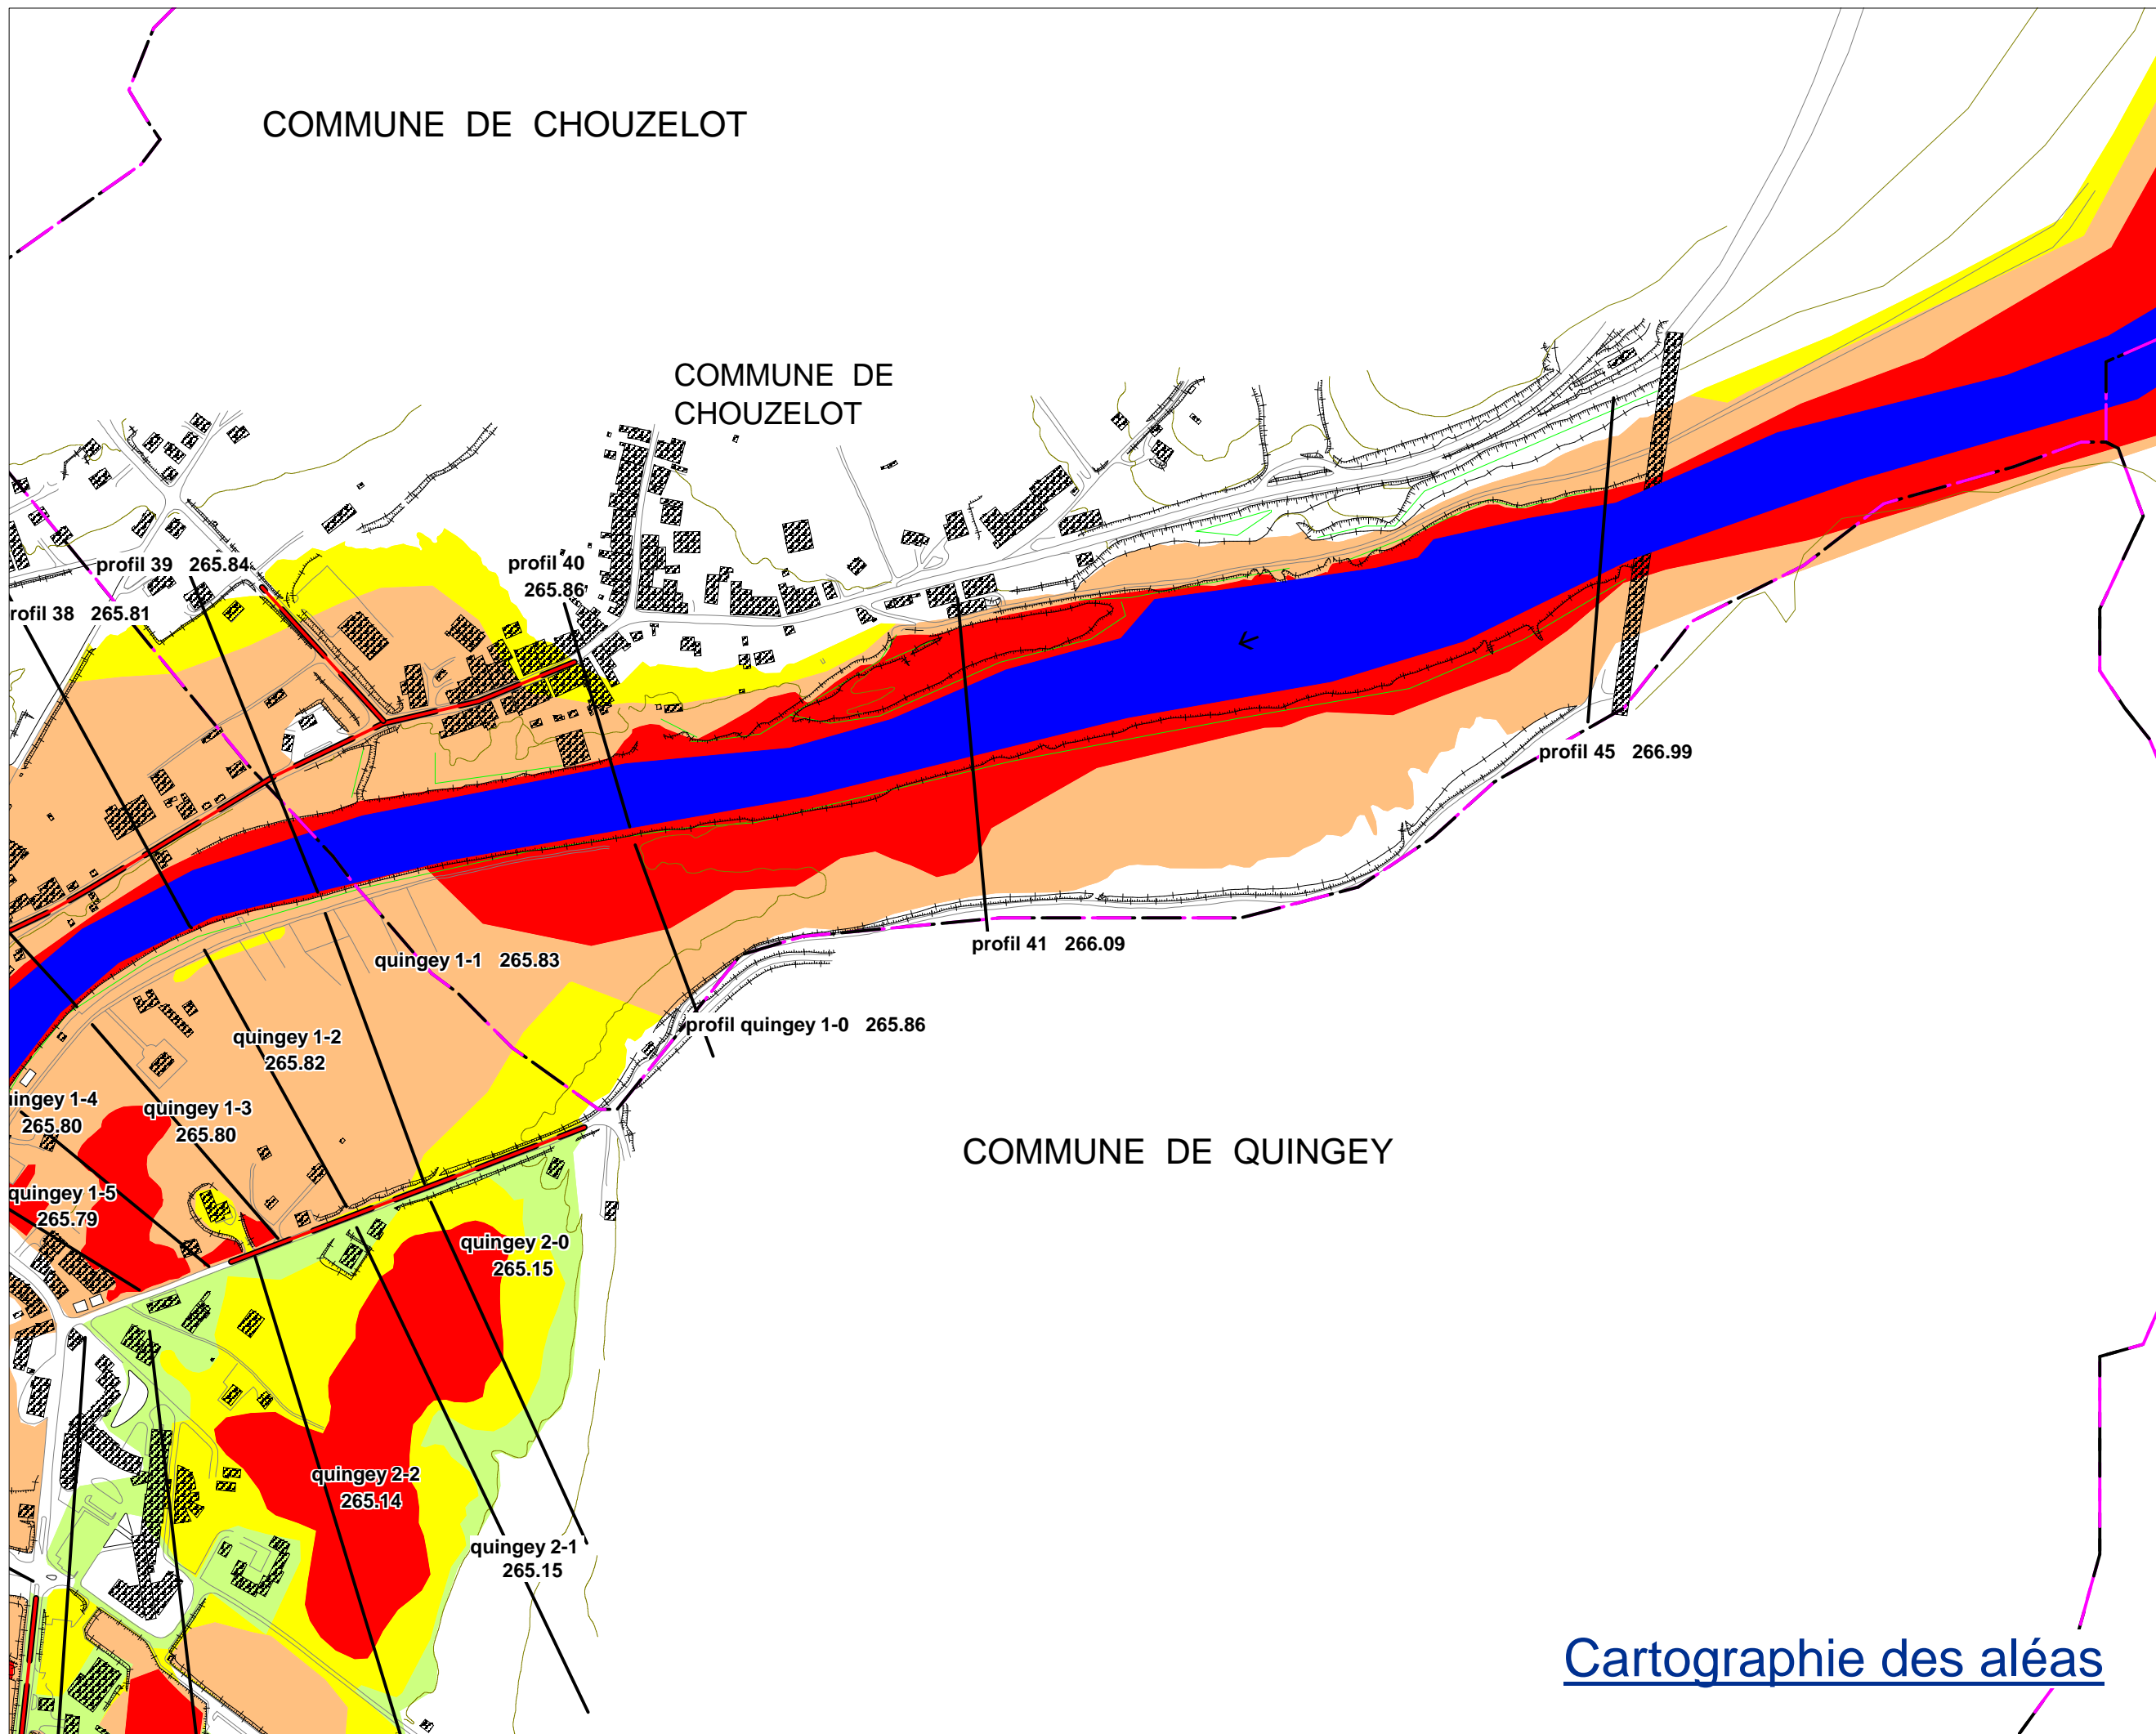 COMMUNE DE CHOUZELOT
COMMUNE DE
CHOUZELOT
profil 39 265.84
profil 40
265.86
rofil 38 265.81
profil 45 266.99
profil 41 266.09
quingey 1-1 265.83
profil quingey 1-0 265.86
quingey 1-2
265.82
uingey 1-4
265.80
quingey 1-3
265.80
COMMUNE DE QUINGEY
quingey 1-5
265.79
quingey 2-0
265.15
quingey 2-2
265.14
quingey 2-1
265.15
Cartographie des aléas